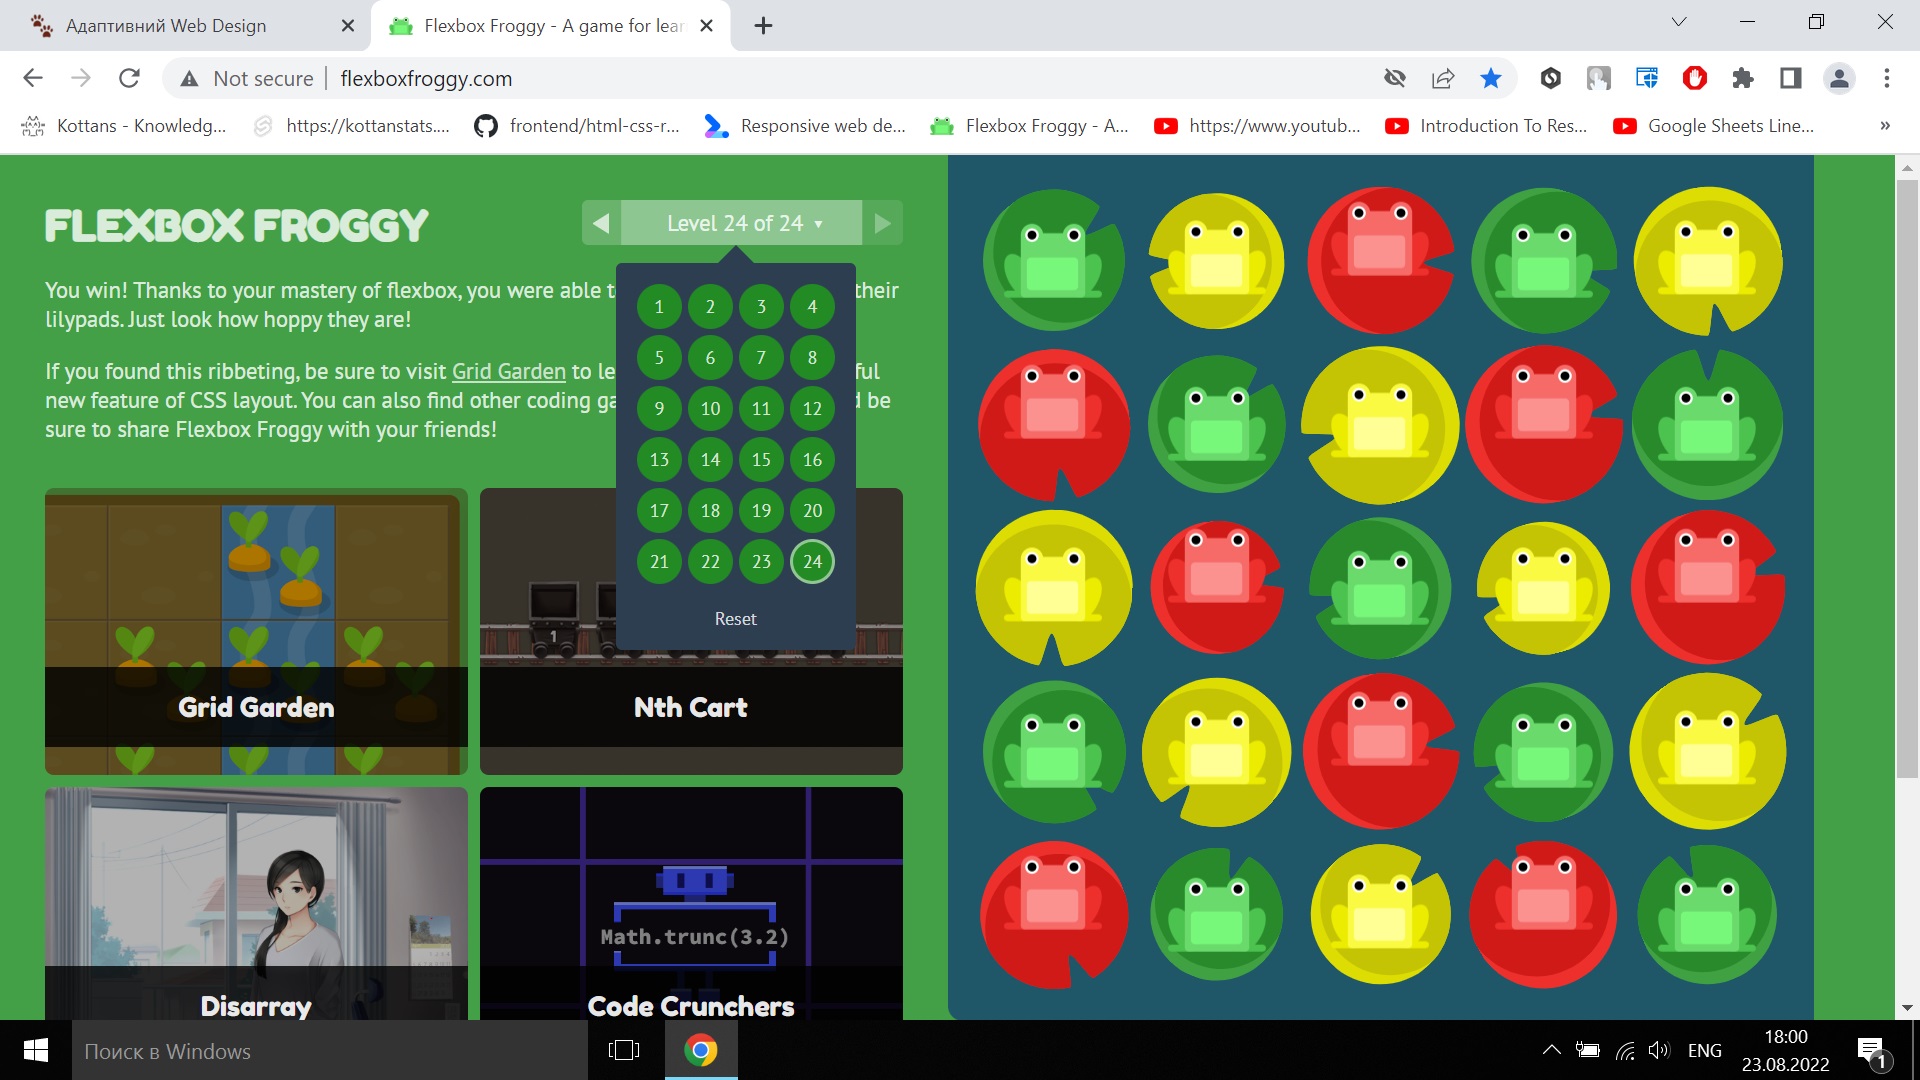 Адаптивний Web Design
Flexbox Froggy - A game for lear
Not secure
flexboxfroggy.com
Kottans - Knowledg...
https://kottanstats....
frontend/html-css-r...
Responsive web de...
Flexbox Froggy - A...
https://www.youtub...
Introduction To Res...
Google Sheets Line...
»
FLEXBOX FROGGY
Level 24 of 24
You win! Thanks to your mastery of flexbox, you were able t their
lilypads. Just look how hoppy they are!
If you found this ribbeting, be sure to visit Grid Garden to le ful
new feature of CSS layout. You can also find other coding ga d be
sure to share Flexbox Froggy with your friends!
1 2 3 4
5 6 7 8
9 10 11 12
13 14 15 16
17 18 19 20
21 22 23 24
Reset
1
Grid Garden
Nth Cart
Math.trunc(3.2)
Disarray
Code Crunchers
Поиск в Windows
ENG
18:00
23.08.2022
1